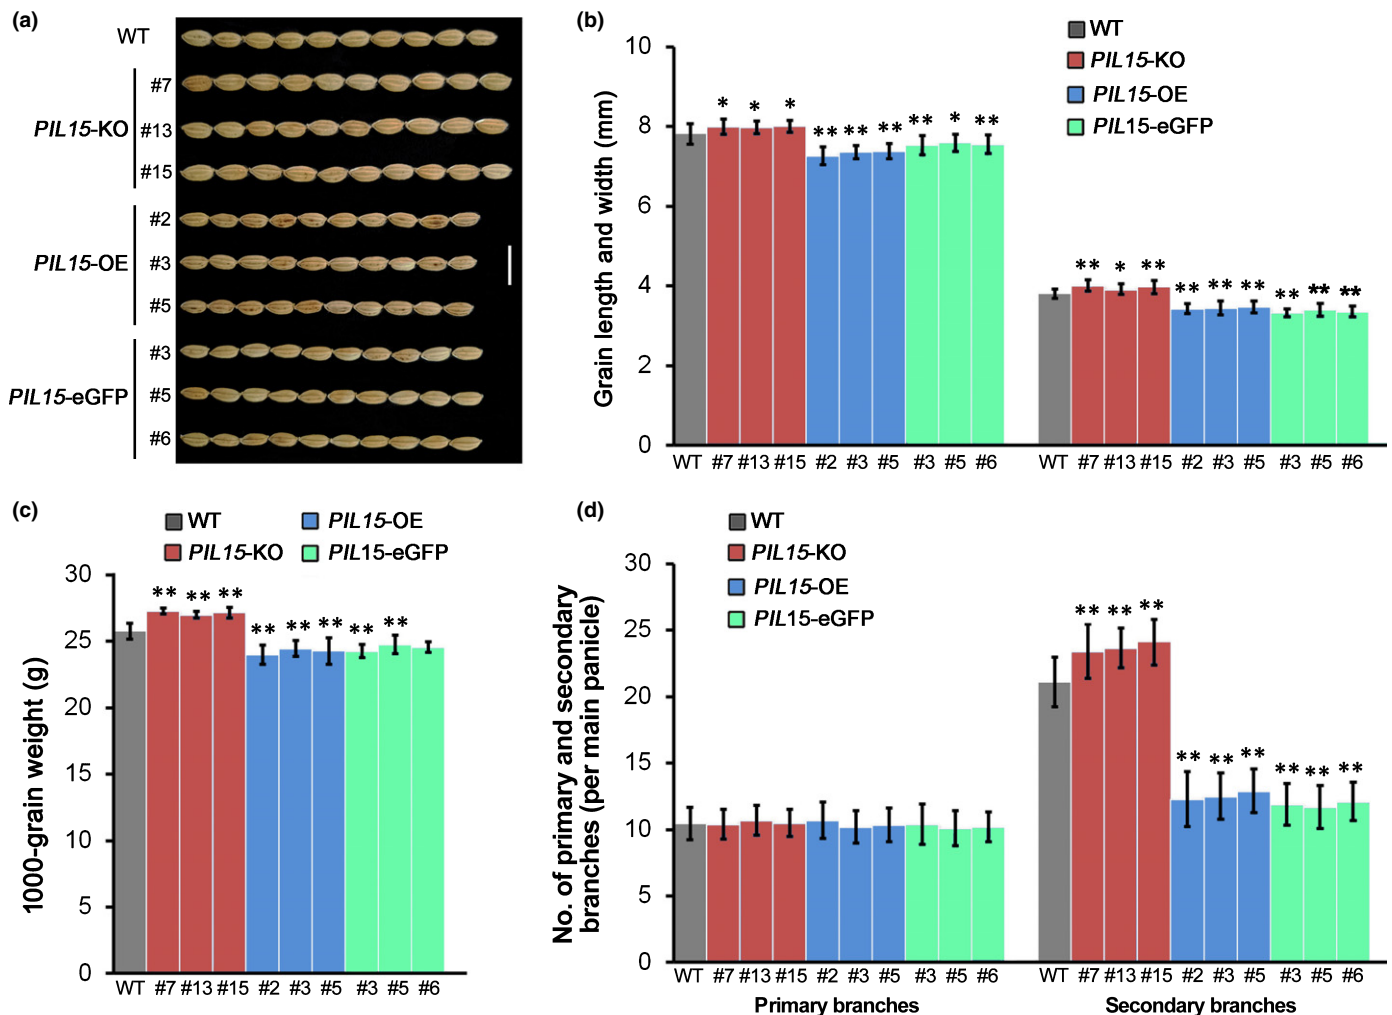 (a)
WT
PIL15-KO
#7
#13
#15
PIL15-OE
#2
#3
#5
PIL15-eGFP
#3
#5
#6
(b)
WT
PIL15-KO
PIL15-OE
PIL15-eGFP
Grain length and width (mm)
10
8
6
4
2
0
* * * ** ** ** ** * **
** * ** ** ** ** ** ** **
WT #7 #13 #15 #2 #3 #5 #3 #5 #6
WT #7 #13 #15 #2 #3 #5 #3 #5 #6
(c)
WT
PIL15-OE
PIL15-KO
PIL15-eGFP
1000-grain weight (g)
30
25
20
15
10
5
0
** ** ** ** ** ** ** **
WT #7 #13 #15 #2 #3 #5 #3 #5 #6
(d)
WT
PIL15-KO
PIL15-OE
PIL15-eGFP
No. of primary and secondary
branches (per main panicle)
30
25
20
15
10
5
0
** ** ** ** ** ** ** ** **
WT #7 #13 #15 #2 #3 #5 #3 #5 #6
Primary branches
WT #7 #13 #15 #2 #3 #5 #3 #5 #6
Secondary branches